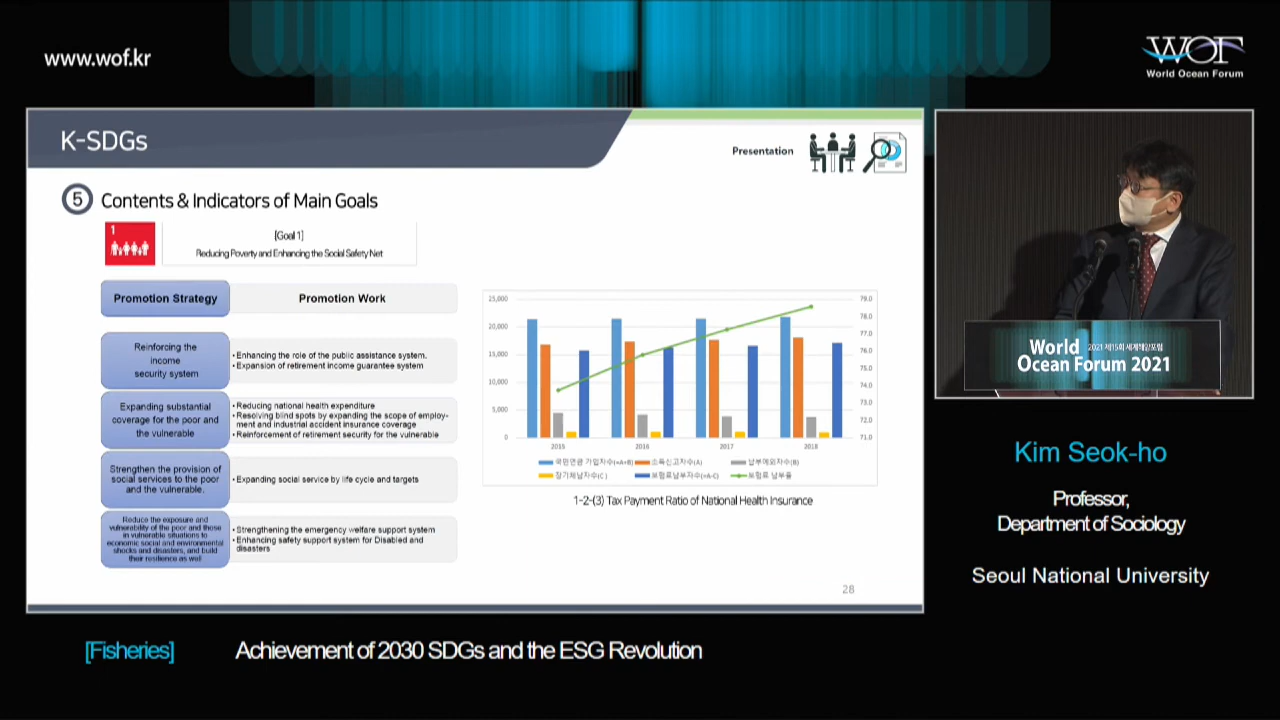 www.wof.kr
WOF
World Ocean Forum
K-SDGs
Presentation
5 Contents & Indicators of Main Goals
1
[Goal 1]
Reducing Poverty and Enhancing the Social Safety Net
Promotion Strategy
Promotion Work
Reinforcing the
income
security system
• Enhancing the role of the public assistance system.
• Expansion of retirement income guarantee system
Expanding substantial
coverage for the poor and
the vulnerable
• Reducing national health expenditure
• Resolving blind spots by expanding the scope of employ-
ment and industrial accident insurance coverage
• Reinforcement of retirement security for the vulnerable
Strengthen the provision of
social services to the poor
and the vulnerable.
• Expanding social service by life cycle and targets
Reduce the exposure and
vulnerability of the poor and those
in vulnerable situations to
economic social and environmental
shocks and disasters, and build
their resilience as well
• Strengthening the emergency welfare support system
• Enhancing safety support system for Disabled and
disasters
25,000
20,000
15,000
10,000
5,000
0
79.0
78.0
77.0
76.0
75.0
74.0
73.0
72.0
71.0
2015 2016 2017 2018
국민연금 가입자수(=A+B) 소득신고자수(A) 납부예외자수(B)
장기체납자수(C) 보험료납부자수(=A-C) 보험료 납부율
1-2-(3) Tax Payment Ratio of National Health Insurance
28
World 2021 제15회 세계해양포럼
Ocean Forum 2021
Kim Seok-ho
Professor,
Department of Sociology
Seoul National University
[Fisheries] Achievement of 2030 SDGs and the ESG Revolution